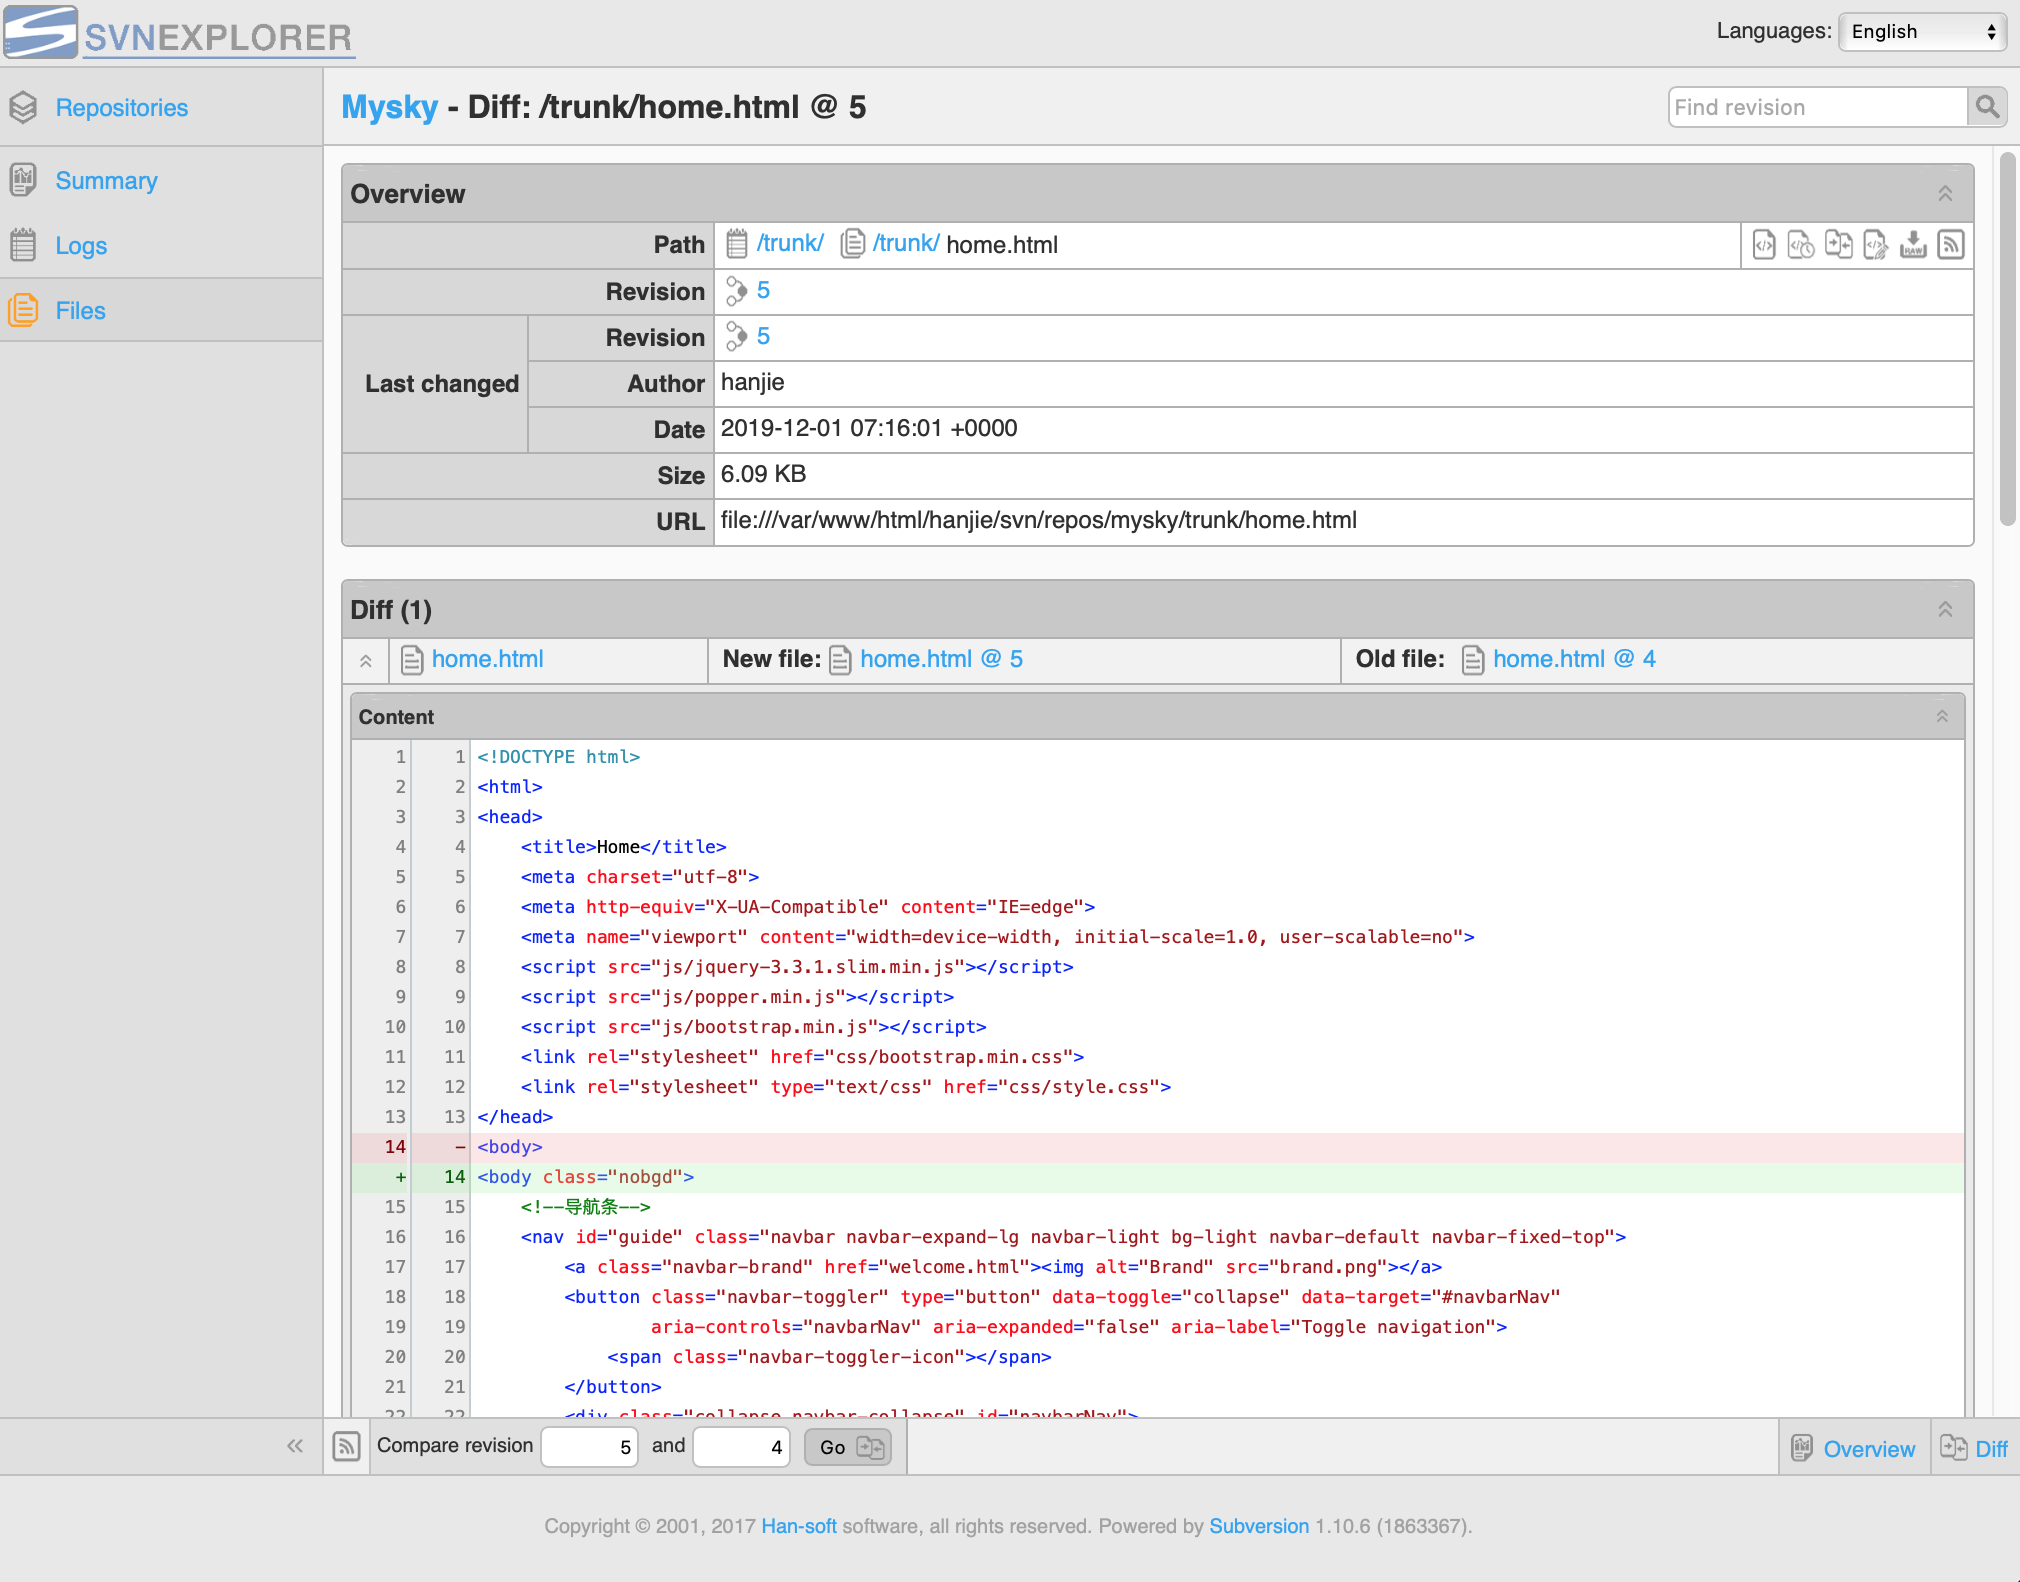 SVNEXPLORER
Languages: English
Repositories
Summary
Logs
Files
Mysky - Diff: /trunk/home.html @ 5
Find revision
Overview
Path /trunk/ /trunk/ home.html
RAW
Revision 5
Last changed
Revision 5
Author hanjie
Date 2019-12-01 07:16:01 +0000
Size 6.09 KB
URL file:///var/www/html/hanjie/svn/repos/mysky/trunk/home.html
Diff (1)
home.html New file: home.html @ 5 Old file: home.html @ 4
Content
1 1 <!DOCTYPE html>
2 2 <html>
3 3 <head>
4 4 <title>Home</title>
5 5 <meta charset="utf-8">
6 6 <meta http-equiv="X-UA-Compatible" content="IE=edge">
7 7 <meta name="viewport" content="width=device-width, initial-scale=1.0, user-scalable=no">
8 8 <script src="js/jquery-3.3.1.slim.min.js"></script>
9 9 <script src="js/popper.min.js"></script>
10 10 <script src="js/bootstrap.min.js"></script>
11 11 <link rel="stylesheet" href="css/bootstrap.min.css">
12 12 <link rel="stylesheet" type="text/css" href="css/style.css">
13 13 </head>
14 - <body>
+ 14 <body class="nobgd">
15 15 <!--导航条-->
16 16 <nav id="guide" class="navbar navbar-expand-lg navbar-light bg-light navbar-default navbar-fixed-top">
17 17 <a class="navbar-brand" href="welcome.html"><img alt="Brand" src="brand.png"></a>
18 18 <button class="navbar-toggler" type="button" data-toggle="collapse" data-target="#navbarNav"
19 19 aria-controls="navbarNav" aria-expanded="false" aria-label="Toggle navigation">
20 20 <span class="navbar-toggler-icon"></span>
21 21 </button>
22 22 <div class="collapse navbar-collapse" id="navbarNav">
Compare revision 5 and 4 Go
Overview Diff
Copyright © 2001, 2017 Han-soft software, all rights reserved. Powered by Subversion 1.10.6 (1863367).